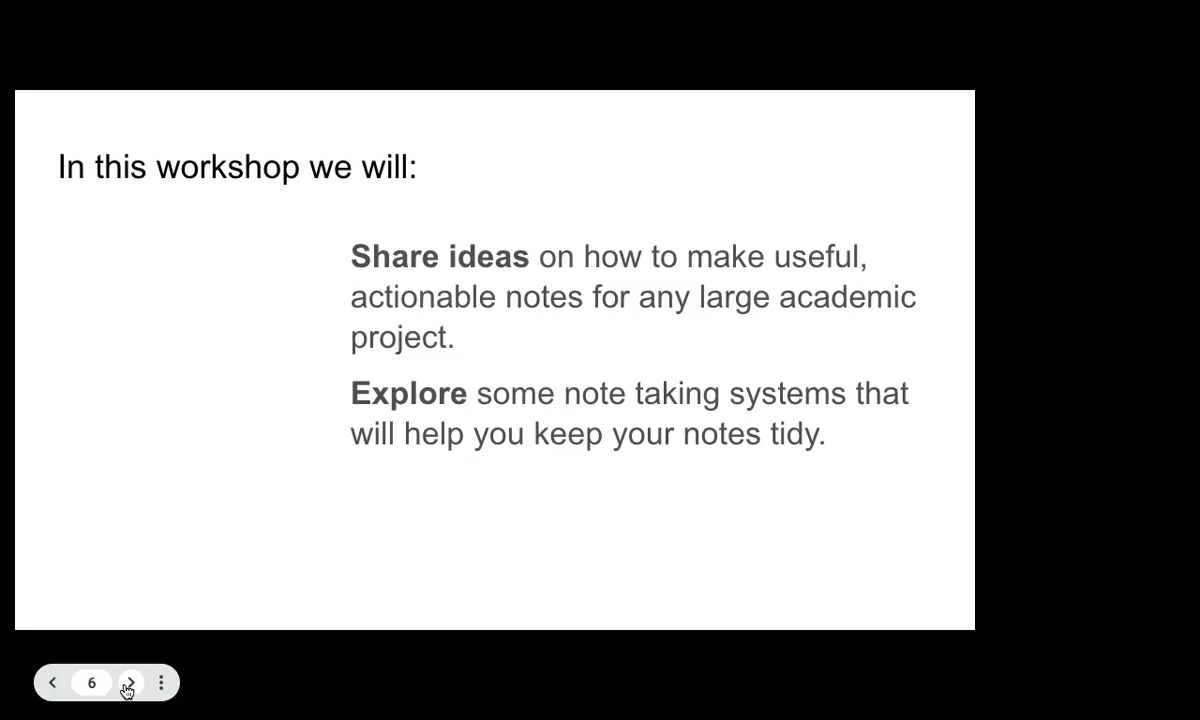 In this workshop we will:
Share ideas on how to make useful,
actionable notes for any large academic
project.
Explore some note taking systems that
will help you keep your notes tidy.
6